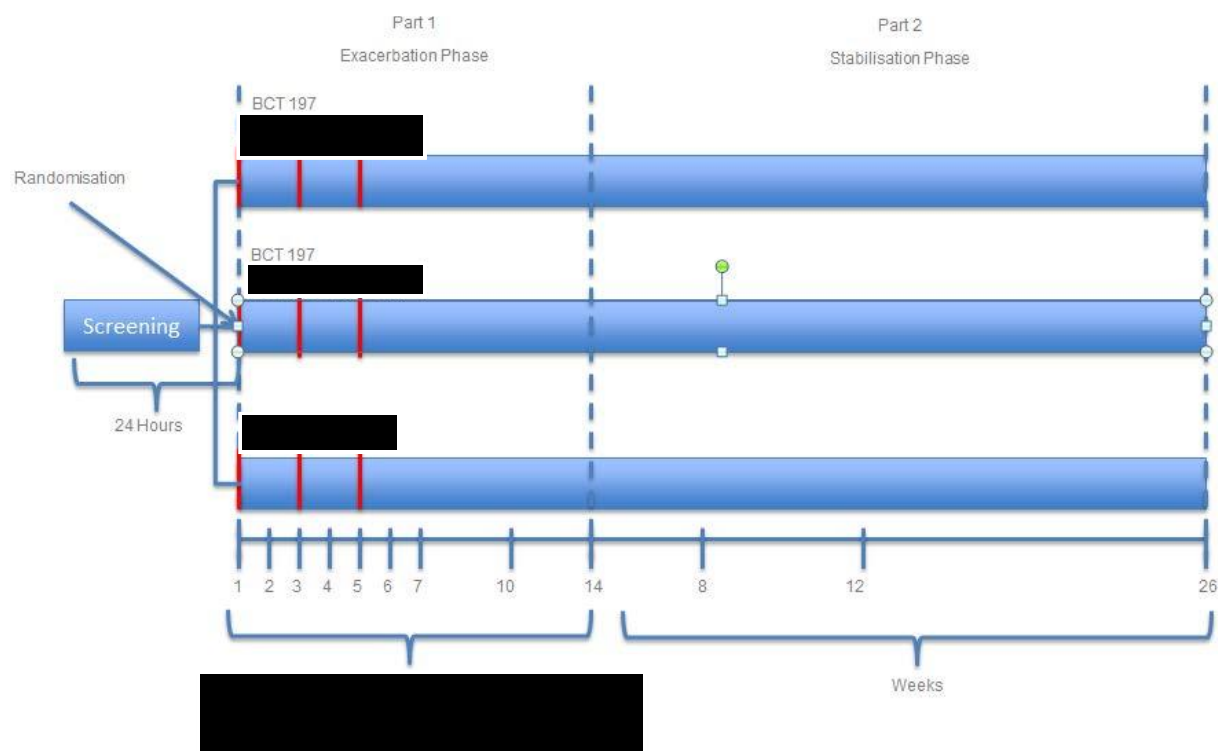 Part 1
Exacerbation Phase
Part 2
Stabilisation Phase
BCT 197
Randomisation
BCT 197
Screening
24 Hours
1 2 3 4 5 6 7 10 14 8 12 26
Weeks